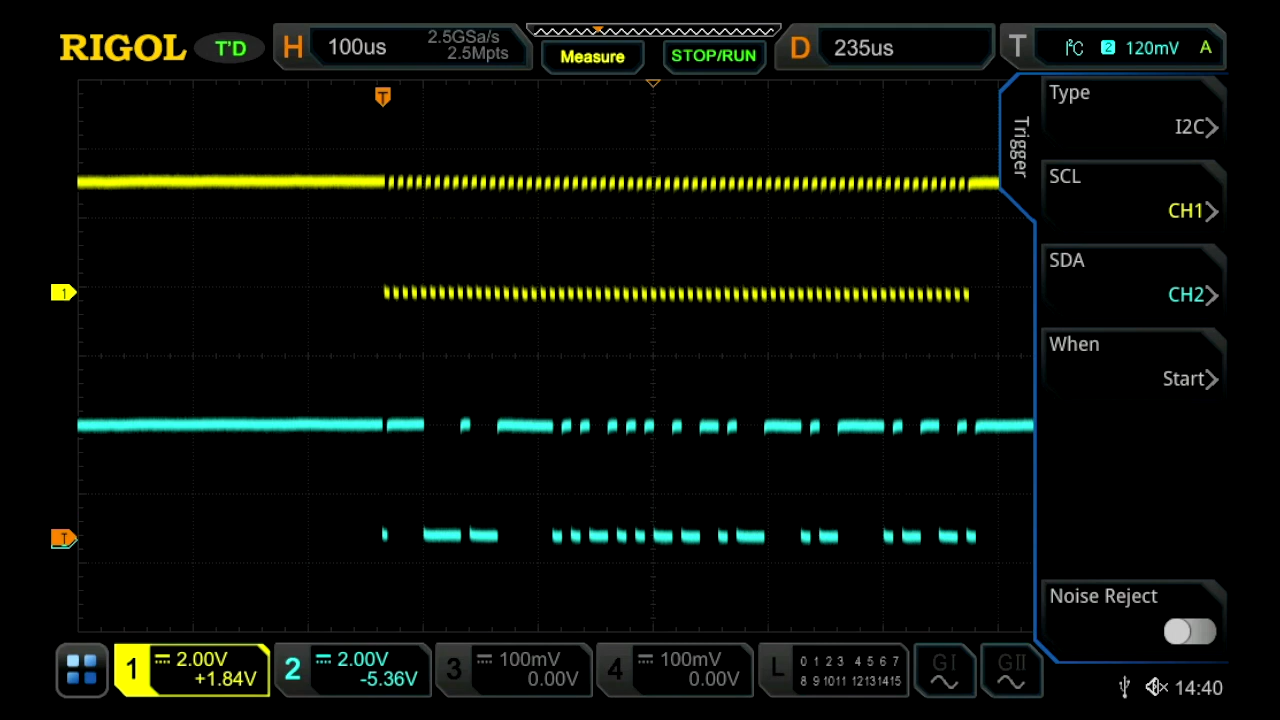 RIGOL T'D H 100us 2.5GSa/s 2.5Mpts Measure STOP/RUN D 235us T I²C 2 120mV A
T
Trigger
Type
I2C
SCL
CH1
SDA
CH2
When
Start
Noise Reject
1
T
1 2.00V +1.84V
2 2.00V -5.36V
3 100mV 0.00V
4 100mV 0.00V
L 0 1 2 3 4 5 6 7
8 9 10 11 12 13 14 15
GI
GII
14:40